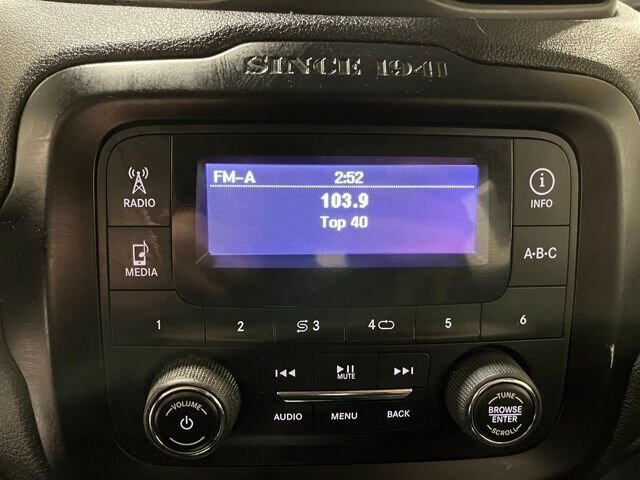 SINCE 1941
FM-A 2:52
103.9
Top 40
RADIO
INFO
MEDIA
A•B•C
1 2 3 4 5 6
MUTE
AUDIO MENU BACK
VOLUME
TUNE
BROWSE
ENTER
SCROLL